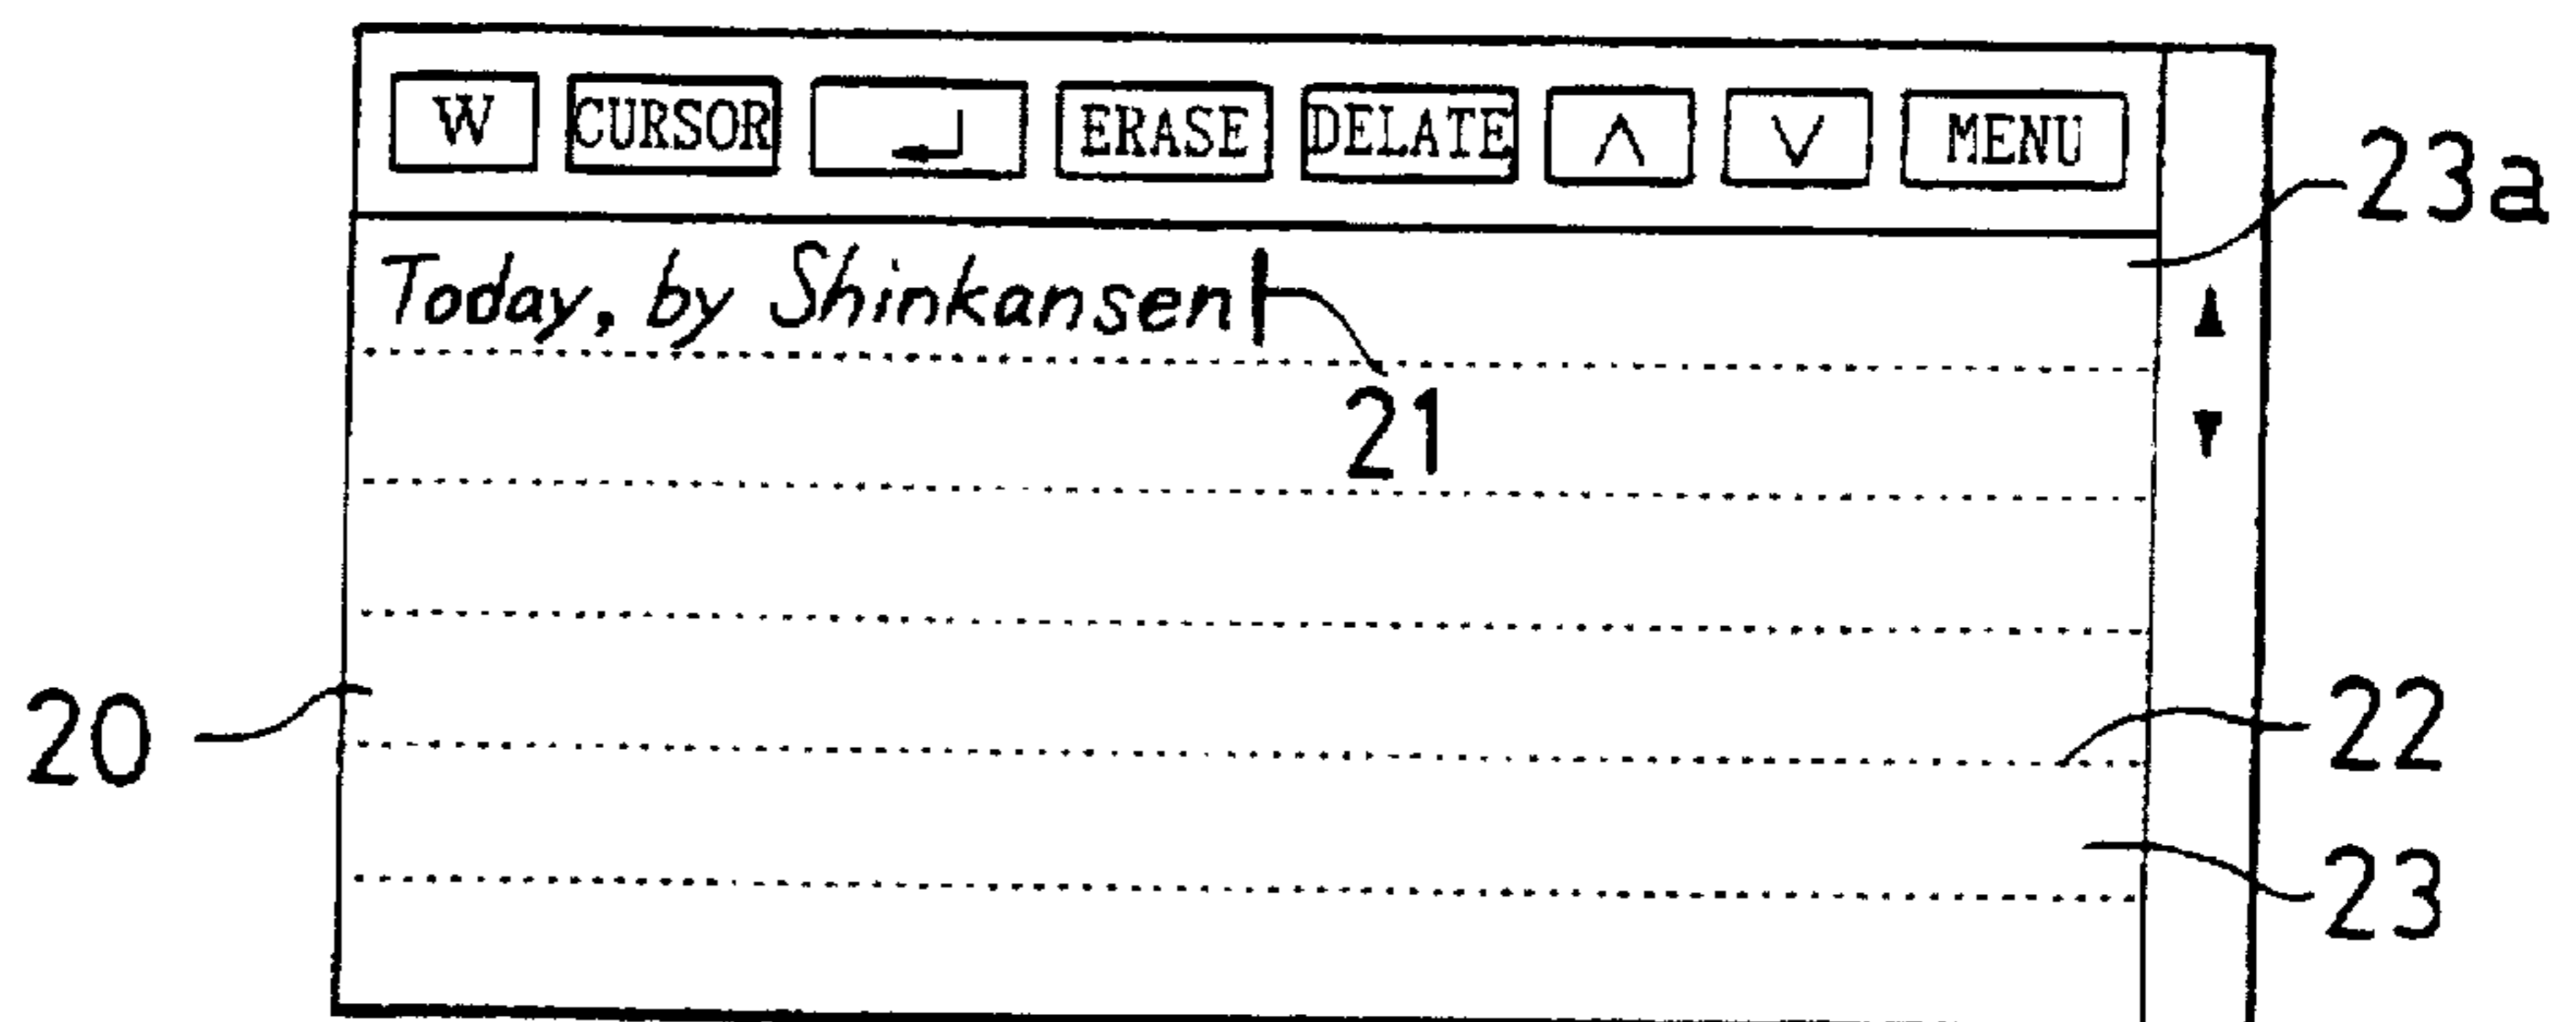 W CURSOR ERASE DELATE ∧ ∨ MENU
23a
Today, by Shinkansen
21
20
22
23